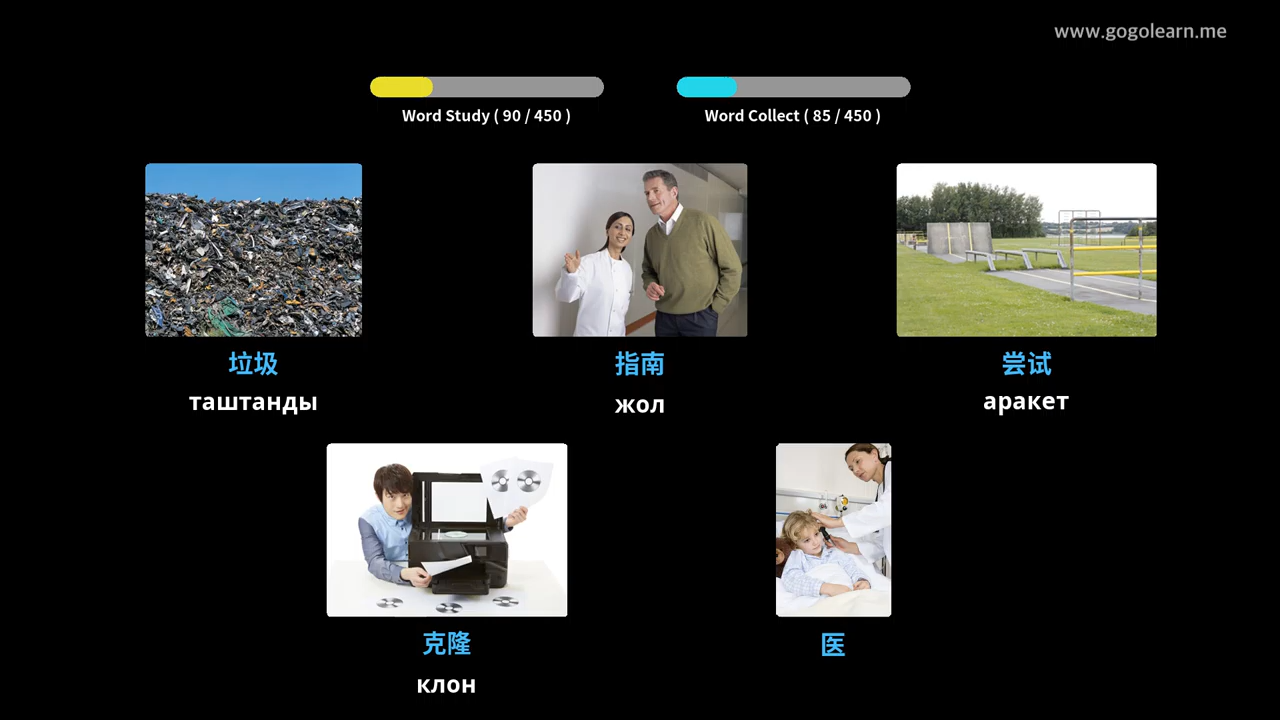 www.gogolearn.me
Word Study ( 90 / 450 )
Word Collect ( 85 / 450 )
垃圾
таштанды
指南
жол
尝试
аракет
克隆
клон
医